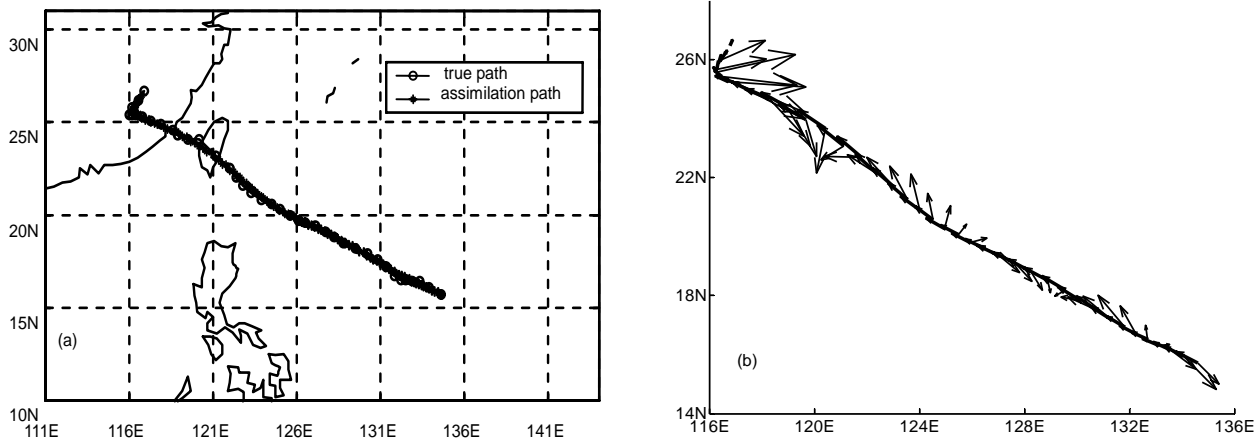 30N
25N
20N
15N
10N
111E 116E 121E 126E 131E 136E 141E
true path
assimilation path
(a)
26N
22N
18N
14N
116E 120E 124E 128E 132E 136E
(b)